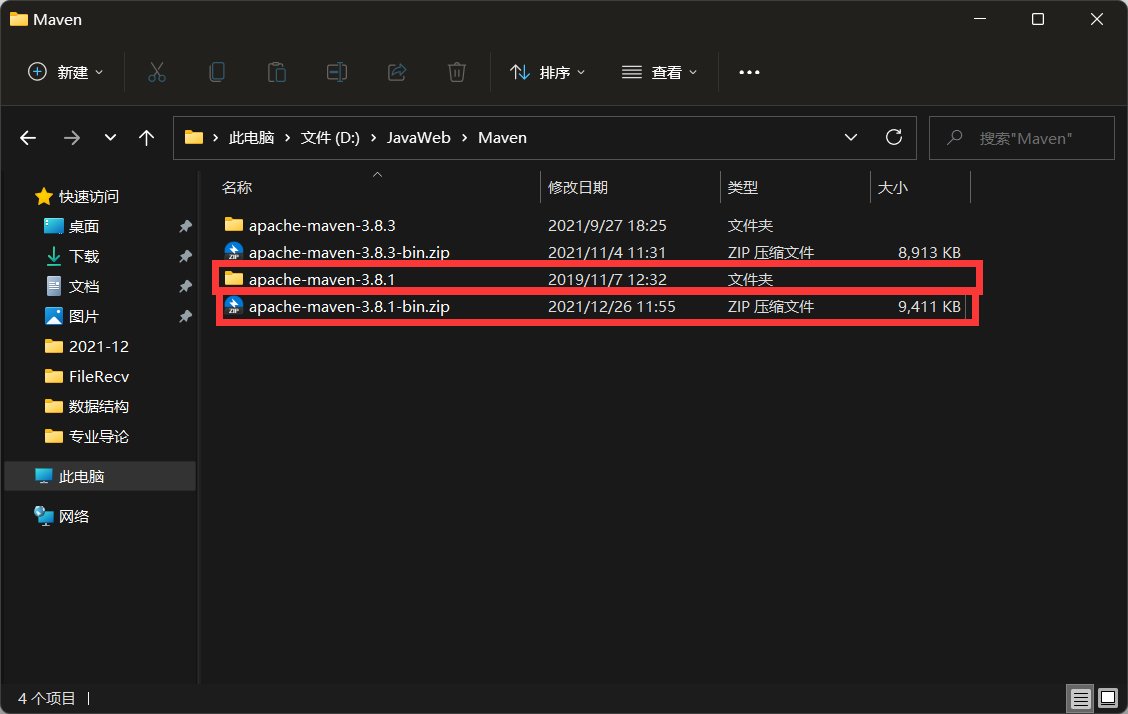 Maven
新建 排序 查看
此电脑 文件 (D:) JavaWeb Maven 搜索"Maven"
名称 修改日期 类型 大小
apache-maven-3.8.3 2021/9/27 18:25 文件夹
apache-maven-3.8.3-bin.zip 2021/11/4 11:31 ZIP 压缩文件 8,913 KB
apache-maven-3.8.1 2019/11/7 12:32 文件夹
apache-maven-3.8.1-bin.zip 2021/12/26 11:55 ZIP 压缩文件 9,411 KB
快速访问
桌面
下载
文档
图片
2021-12
FileRecv
数据结构
专业导论
此电脑
网络
4 个项目